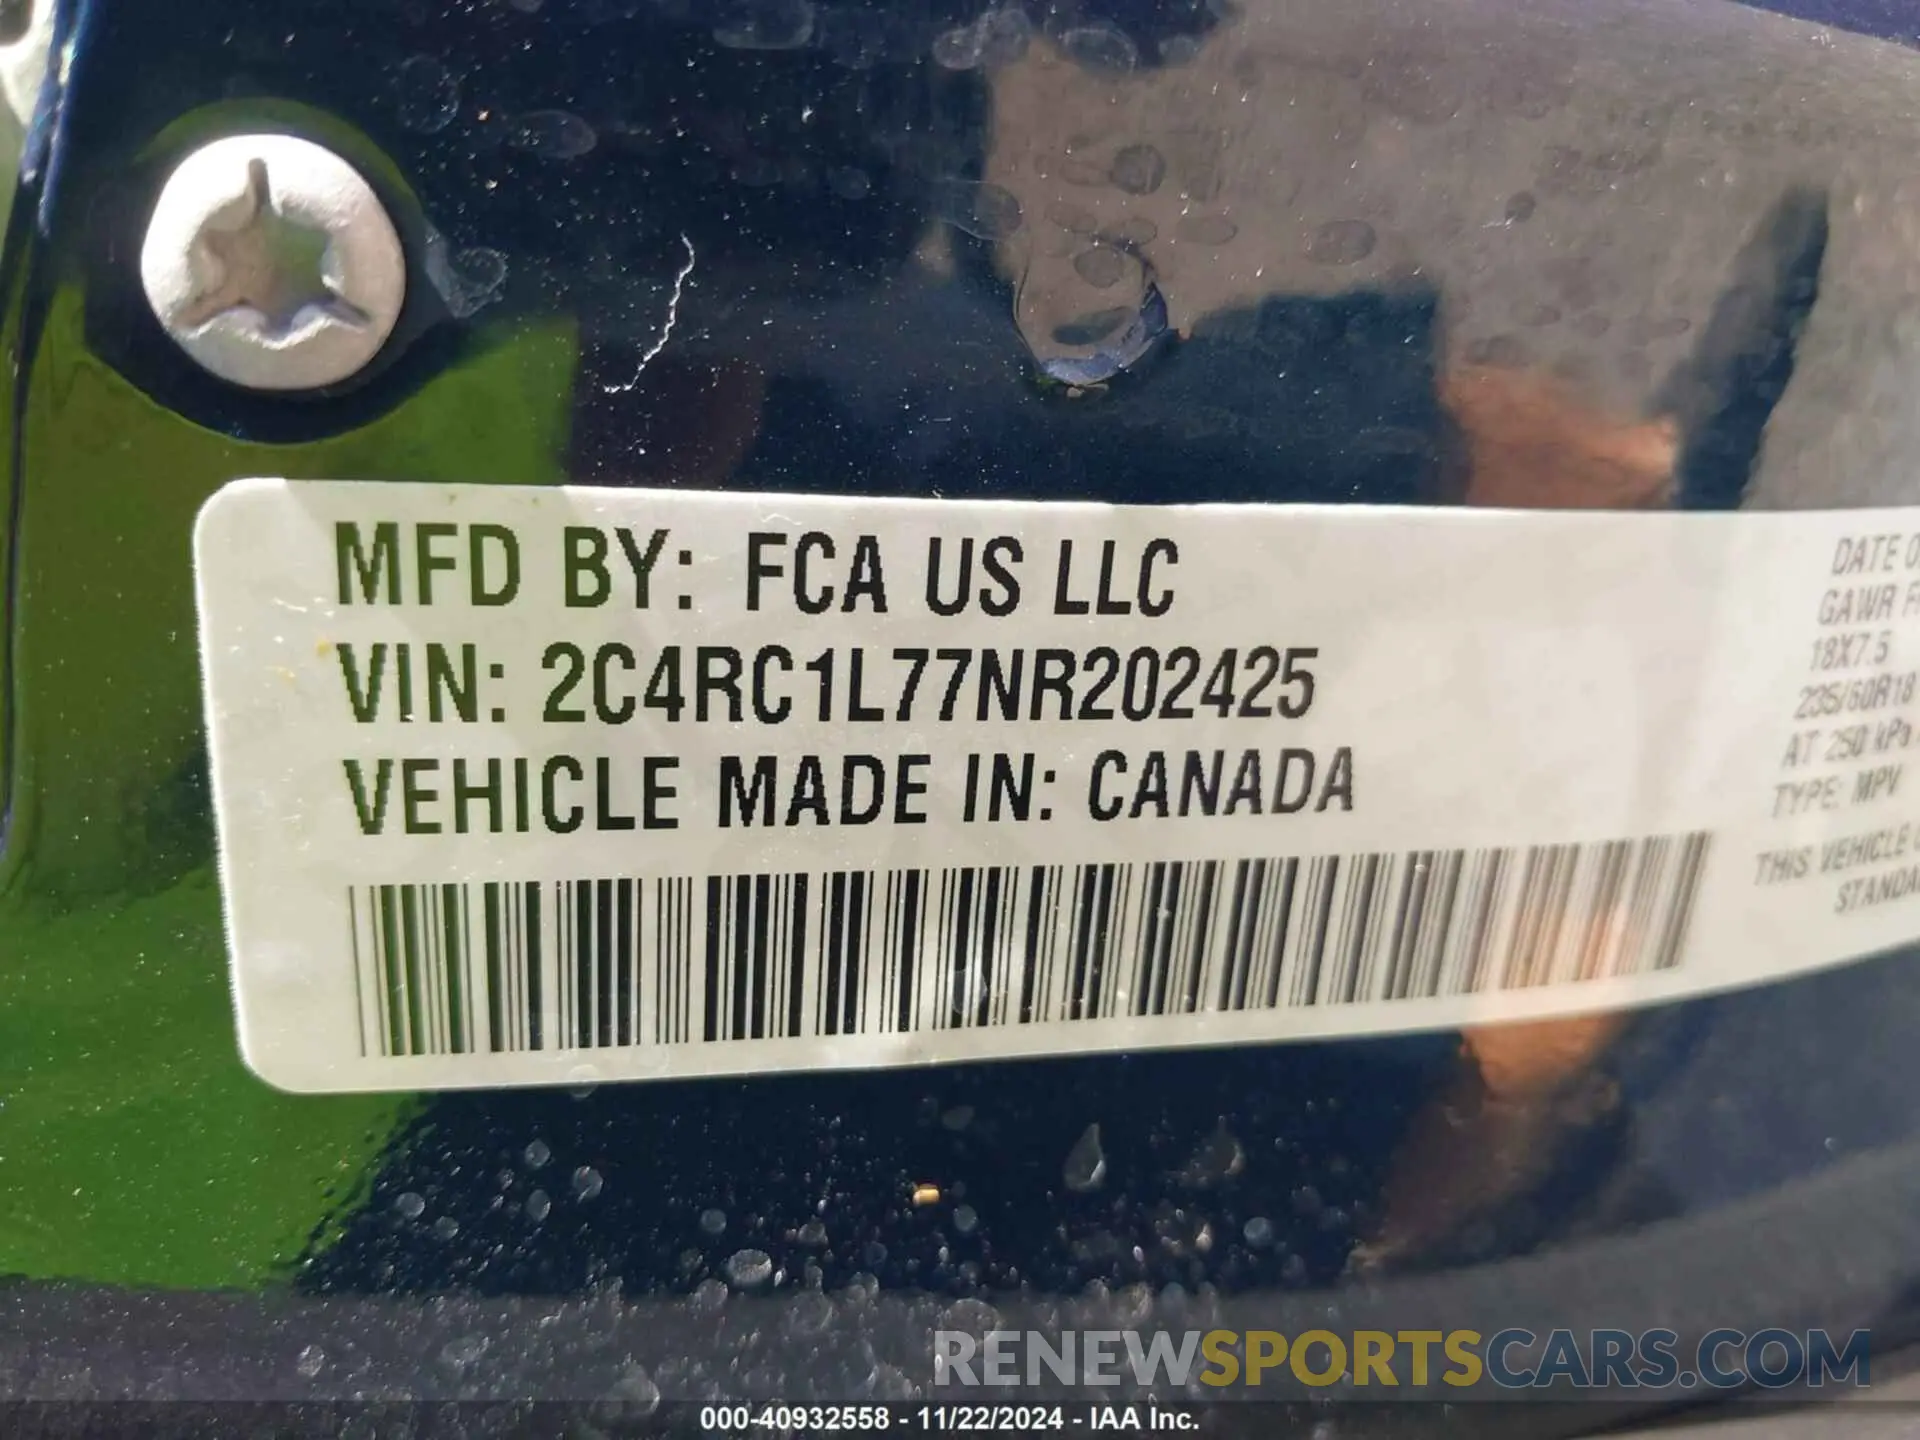 MFD BY: FCA US LLC
VIN: 2C4RC1L77NR202425
VEHICLE MADE IN: CANADA
DATE
GAWR
18X7.5
235/60R18
AT 250 kPa
TYPE: MPV
THIS VEHICLE
RENEWSPORTSCARS.COM
000-40932558 - 11/22/2024 - IAA Inc.